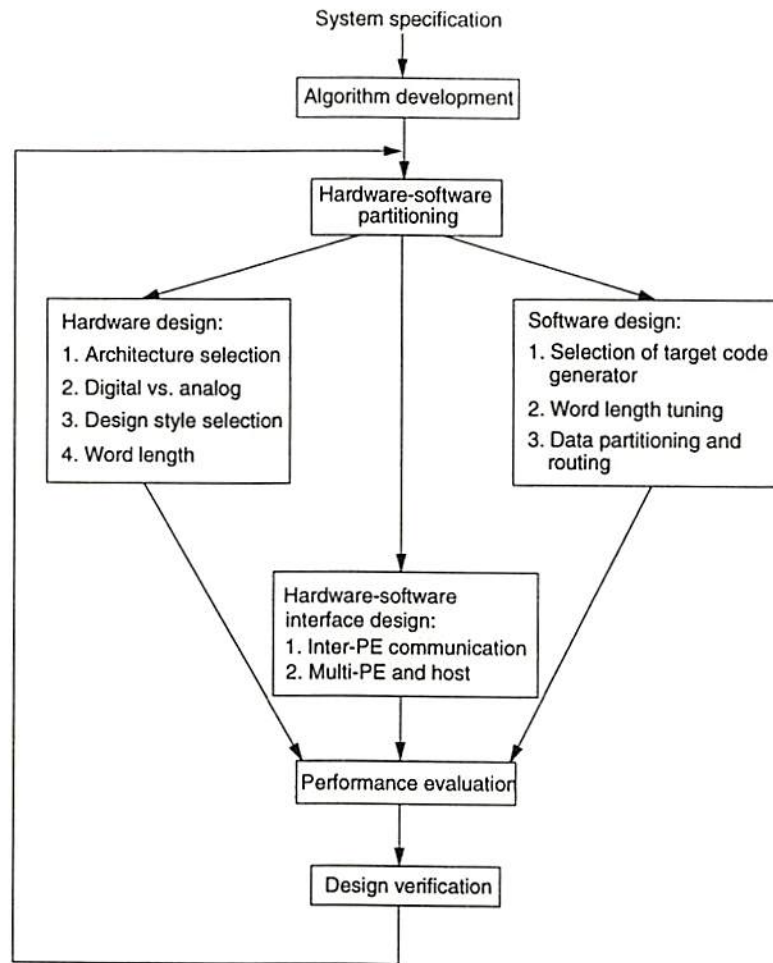 System specification
Algorithm development
Hardware-software
partitioning
Hardware design:
1. Architecture selection
2. Digital vs. analog
3. Design style selection
4. Word length
Software design:
1. Selection of target code
generator
2. Word length tuning
3. Data partitioning and
routing
Hardware-software
interface design:
1. Inter-PE communication
2. Multi-PE and host
Performance evaluation
Design verification